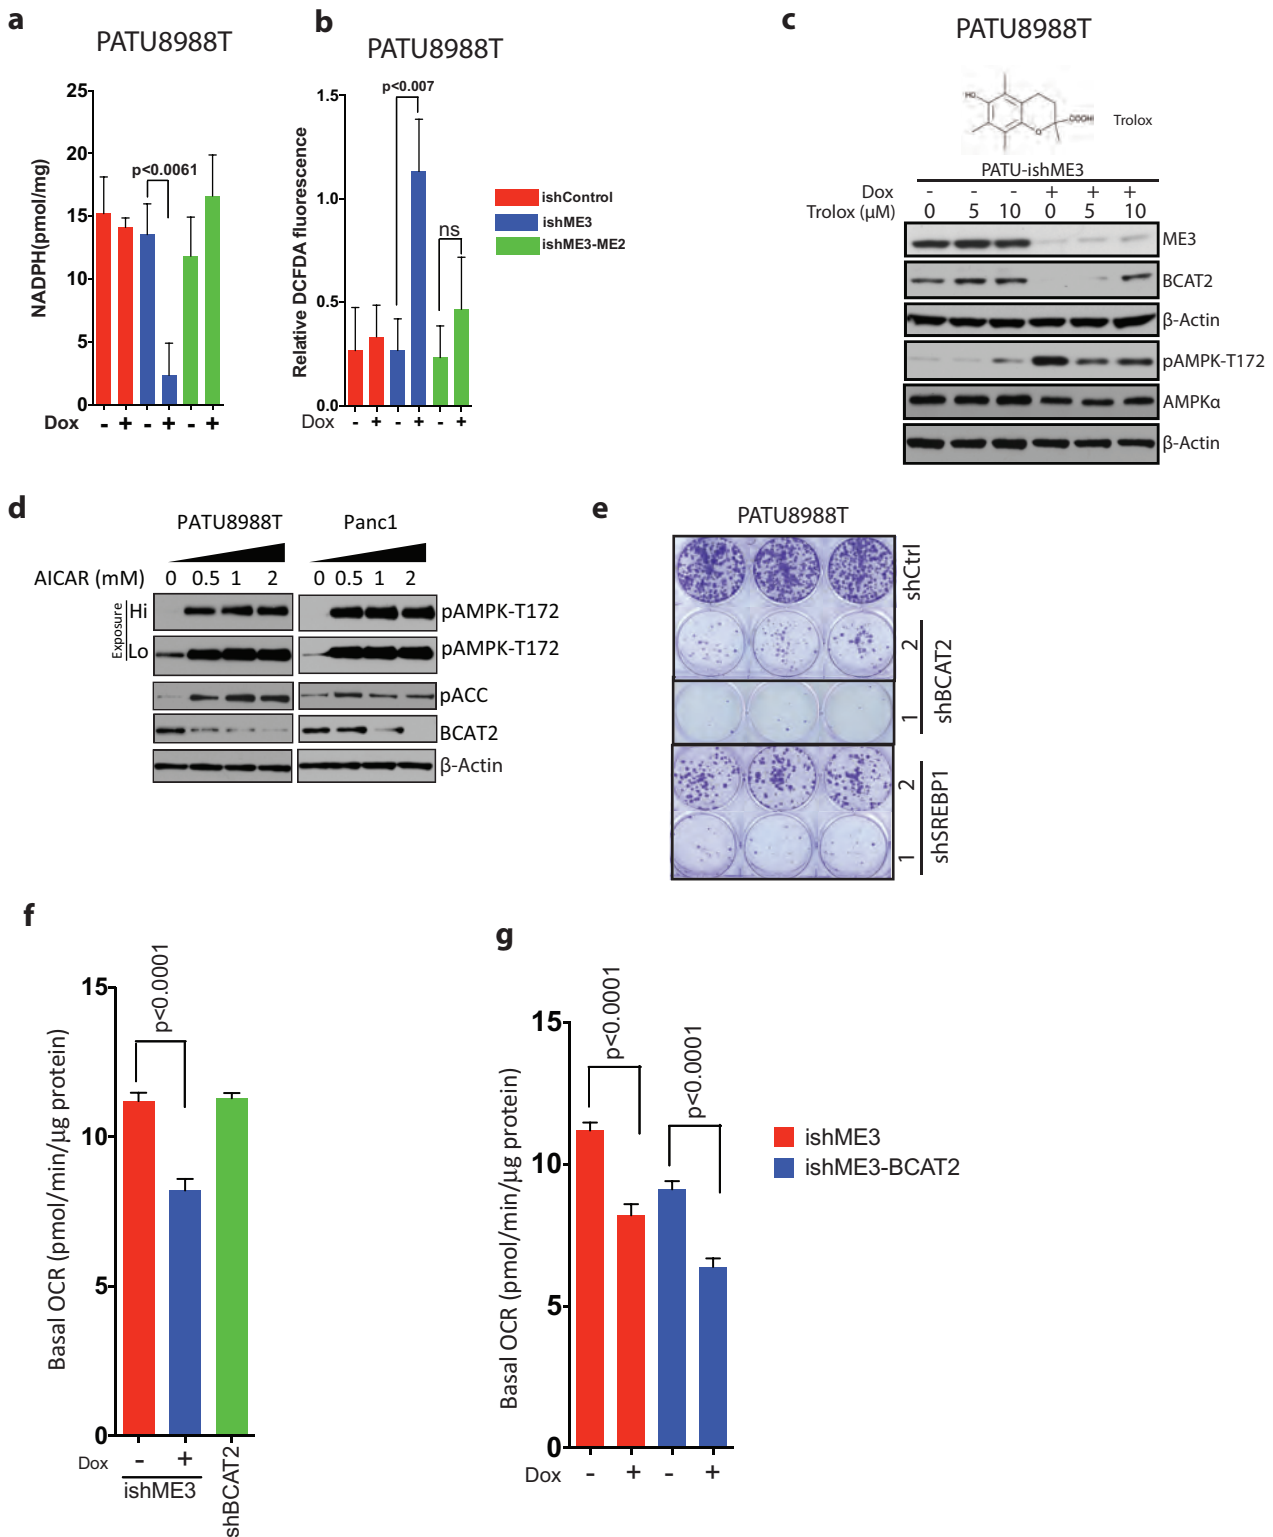 a
PATU8988T
NADPH(pmol/mg)
25
20
15
10
5
0
p<0.0061
Dox - + - + - +
b
PATU8988T
Relative DCFDA fluorescence
1.5
1.0
0.5
0.0
p<0.007
ns
Dox - + - + - +
ishControl
ishME3
ishME3-ME2
c
PATU8988T
HO
O
COOH
Trolox
PATU-ishME3
Dox - - - + + +
Trolox (µM) 0 5 10 0 5 10
ME3
BCAT2
β-Actin
pAMPK-T172
AMPKα
β-Actin
d
PATU8988T Panc1
AICAR (mM) 0 0.5 1 2 0 0.5 1 2
Exposure
Hi pAMPK-T172
Lo pAMPK-T172
pACC
BCAT2
β-Actin
e
PATU8988T
shCtrl
2
1
shBCAT2
2
1
shSREBP1
f
Basal OCR (pmol/min/µg protein)
15
10
5
0
p<0.0001
Dox - +
ishME3
shBCAT2
g
Basal OCR (pmol/min/µg protein)
15
10
5
0
p<0.0001
p<0.0001
Dox - + - +
ishME3
ishME3-BCAT2